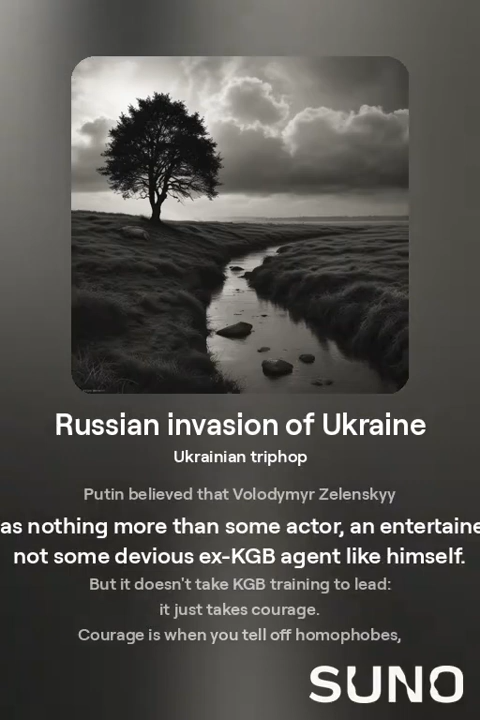 Russian invasion of Ukraine
Ukrainian triphop
Putin believed that Volodymyr Zelenskyy
as nothing more than some actor, an entertaine
not some devious ex-KGB agent like himself.
But it doesn't take KGB training to lead:
it just takes courage.
Courage is when you tell off homophobes,
SUNO